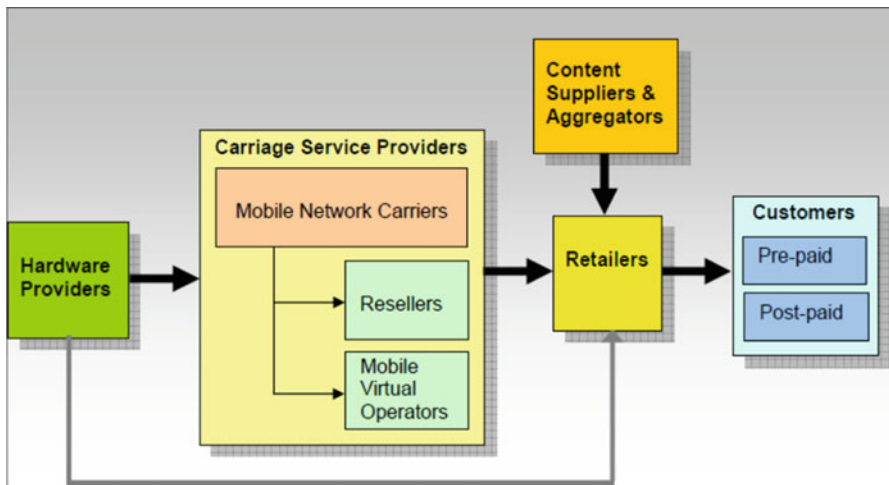 Content
Suppliers &
Aggregators
Carriage Service Providers
Mobile Network Carriers
Resellers
Mobile
Virtual
Operators
Hardware
Providers
Retailers
Customers
Pre-paid
Post-paid